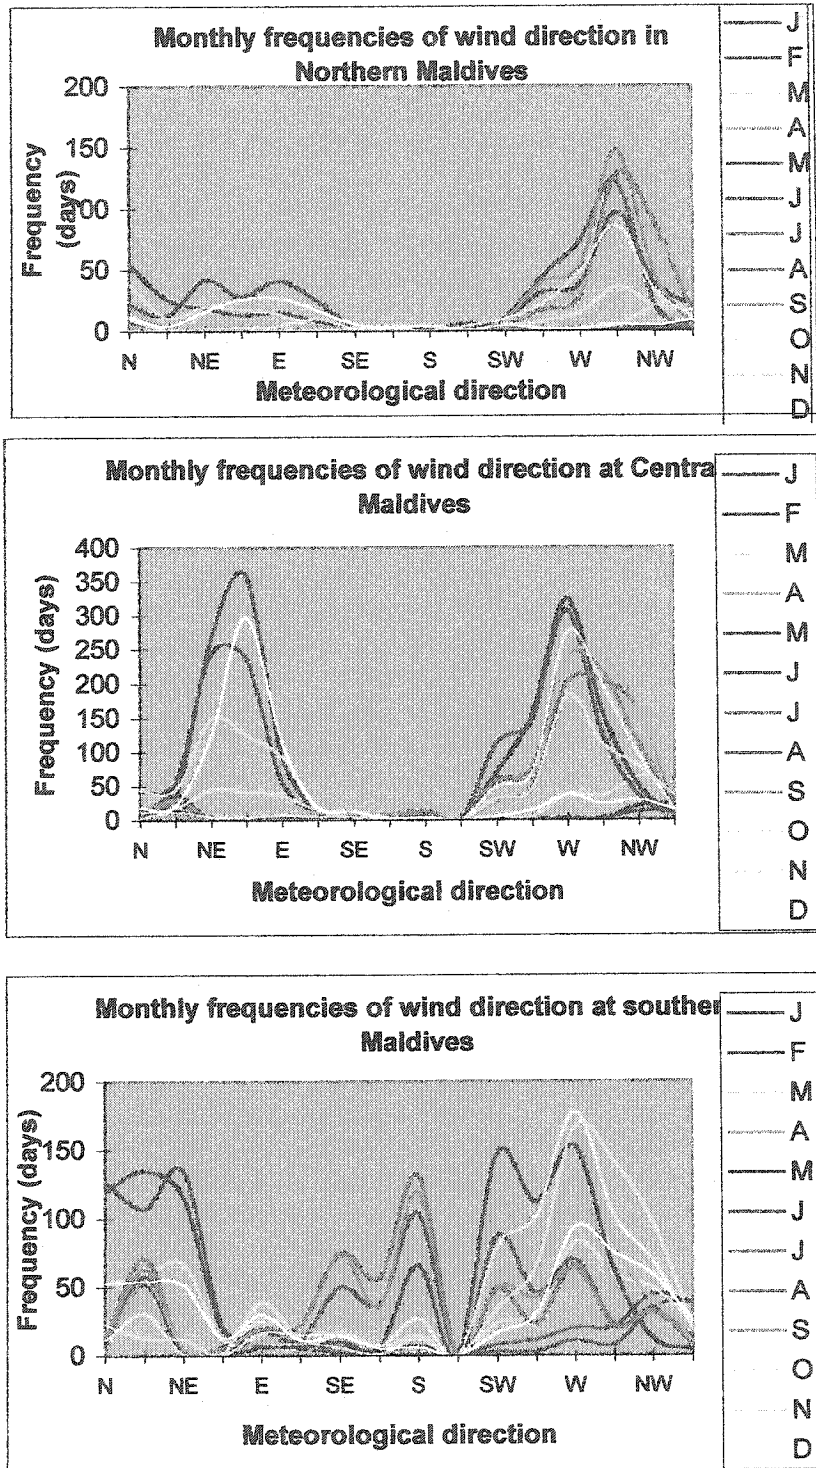 Monthly frequencies of wind direction in
Northern Maldives
Frequency
(days)
200
150
100
50
0
N NE E SE S SW W NW
Meteorological direction
J
F
M
A
M
J
J
A
S
O
N
D
Monthly frequencies of wind direction at Centra
Maldives
Frequency (days)
400
350
300
250
200
150
100
50
0
N NE E SE S SW W NW
Meteorological direction
J
F
M
A
M
J
J
A
S
O
N
D
Monthly frequencies of wind direction at souther
Maldives
Frequency (days)
200
150
100
50
0
N NE E SE S SW W NW
Meteorological direction
J
F
M
A
M
J
J
A
S
O
N
D